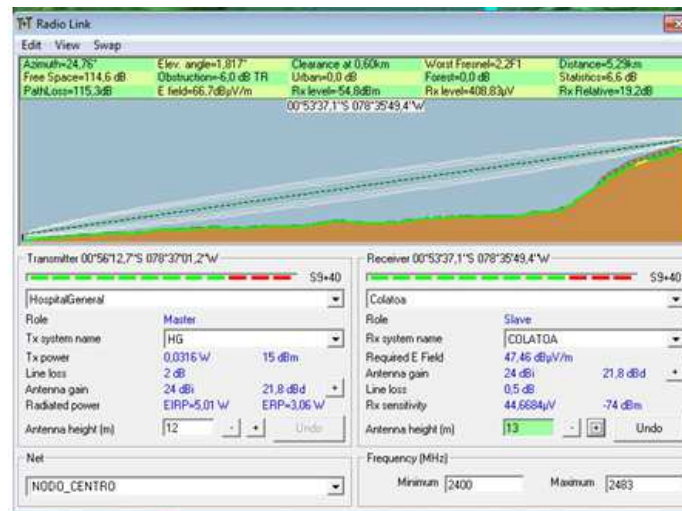 Radio Link
Edit View Swap
Azimuth=24,76° Elev. angle=1,817° Clearance at 0,60km Worst Fresnel=2,2F1 Distance=5,29km
Free Space=114,6 dB Obstruction=-6,0 dB TR Urban=0,0 dB Forest=0,0 dB Statistics=6,6 dB
PathLoss=115,3dB E field=66,7dBµV/m Rx level=-54,8dBm Rx level=408,83µV Rx Relative=19,2dB
00°53'37,1''S 078°35'49,4''W
Transmitter 00°56'12,7''S 078°37'01,2''W
S9+40
HospitalGeneral
Role Master
Tx system name HG
Tx power 0,0316 W 15 dBm
Line loss 2 dB
Antenna gain 24 dBi 21,8 dBd +
Radiated power EIRP=5,01 W ERP=3,06 W
Antenna height (m) 12 - + Undo
Net
NODO_CENTRO
Receiver 00°53'37,1''S 078°35'49,4''W
S9+40
Colatoa
Role Slave
Rx system name COLATOA
Required E Field 47,46 dBµV/m
Antenna gain 24 dBi 21,8 dBd +
Line loss 0,5 dB
Rx sensitivity 44,6684µV -74 dBm
Antenna height (m) 13 - + Undo
Frequency (MHz)
Minimum 2400 Maximum 2483